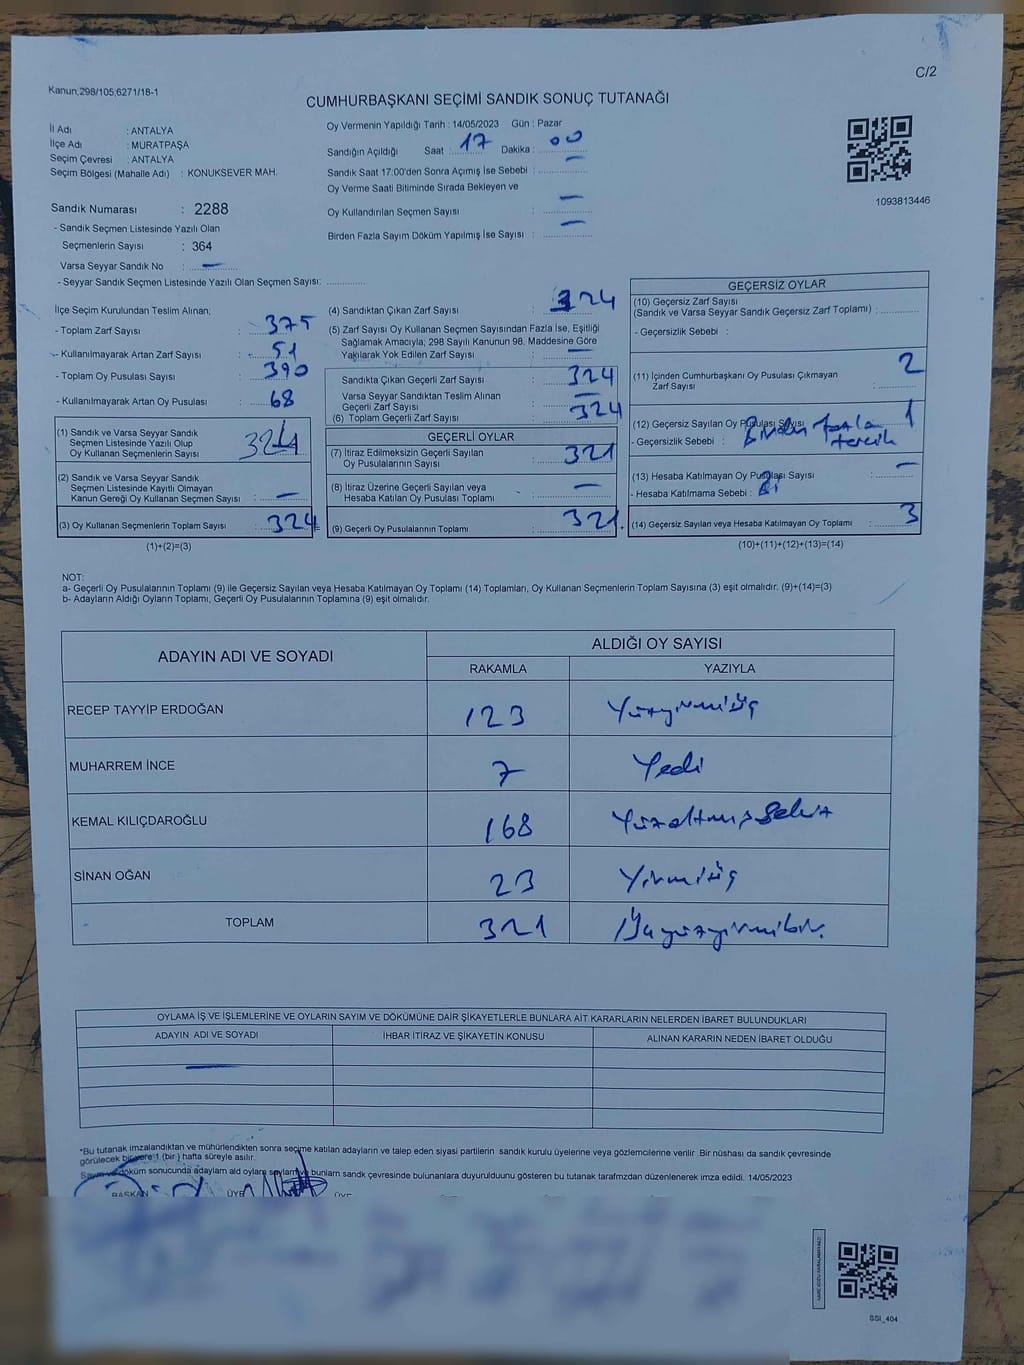 C/2
Kanun;298/105;6271/18-1
CUMHURBAŞKANI SEÇİMİ SANDIK SONUÇ TUTANAĞI
İl Adı : ANTALYA
İlçe Adı : MURATPAŞA
Seçim Çevresi : ANTALYA
Seçim Bölgesi (Mahalle Adı) : KONUKSEVER MAH.
Sandık Numarası : 2288
- Sandık Seçmen Listesinde Yazılı Olan
Seçmenlerin Sayısı : 364
Varsa Seyyar Sandık No : —
- Seyyar Sandık Seçmen Listesinde Yazılı Olan Seçmen Sayısı:
Oy Vermenin Yapıldığı Tarih : 14/05/2023 Gün : Pazar
Sandığın Açıldığı Saat : 17 Dakika : 00
Sandık Saat 17:00'den Sonra Açılmış İse Sebebi : —
Oy Verme Saati Bitiminde Sırada Bekleyen ve
Oy Kullandırılan Seçmen Sayısı : —
Birden Fazla Sayım Döküm Yapılmış İse Sayısı : —
1093813446
İlçe Seçim Kurulundan Teslim Alınan;
- Toplam Zarf Sayısı : 375
- Kullanılmayarak Artan Zarf Sayısı : 51
- Toplam Oy Pusulası Sayısı : 390
- Kullanılmayarak Artan Oy Pusulası : 68
(1) Sandık ve Varsa Seyyar Sandık
Seçmen Listesinde Yazılı Olup
Oy Kullanan Seçmenlerin Sayısı : 324
(2) Sandık ve Varsa Seyyar Sandık
Seçmen Listesinde Kayıtlı Olmayan
Kanun Gereği Oy Kullanan Seçmen Sayısı : —
(3) Oy Kullanan Seçmenlerin Toplam Sayısı : 324
(1)+(2)=(3)
(4) Sandıktan Çıkan Zarf Sayısı : 324
(5) Zarf Sayısı Oy Kullanan Seçmen Sayısından Fazla İse, Eşitliği
Sağlamak Amacıyla; 298 Sayılı Kanunun 98. Maddesine Göre
Yakılarak Yok Edilen Zarf Sayısı : —
Sandıkta Çıkan Geçerli Zarf Sayısı : 324
Varsa Seyyar Sandıktan Teslim Alınan
Geçerli Zarf Sayısı : —
(6) Toplam Geçerli Zarf Sayısı : 324
GEÇERLİ OYLAR
(7) İtiraz Edilmeksizin Geçerli Sayılan
Oy Pusulalarının Sayısı : 321
(8) İtiraz Üzerine Geçerli Sayılan veya
Hesaba Katılan Oy Pusulası Toplamı : —
(9) Geçerli Oy Pusulalarının Toplamı : 321
GEÇERSİZ OYLAR
(10) Geçersiz Zarf Sayısı
(Sandık ve Varsa Seyyar Sandık Geçersiz Zarf Toplamı) :
- Geçersizlik Sebebi :
(11) İçinden Cumhurbaşkanı Oy Pusulası Çıkmayan
Zarf Sayısı : 2
(12) Geçersiz Sayılan Oy Pusulası Sayısı : 1
- Geçersizlik Sebebi : Birden fazla
tercih
(13) Hesaba Katılmayan Oy Pusulası Sayısı : —
- Hesaba Katılmama Sebebi :
(14) Geçersiz Sayılan veya Hesaba Katılmayan Oy Toplamı : 3
(10)+(11)+(12)+(13)=(14)
NOT:
a- Geçerli Oy Pusulalarının Toplamı (9) ile Geçersiz Sayılan veya Hesaba Katılmayan Oy Toplamı (14) Toplamları, Oy Kullanan Seçmenlerin Toplam Sayısına (3) eşit olmalıdır. (9)+(14)=(3)
b- Adayların Aldığı Oyların Toplamı, Geçerli Oy Pusulalarının Toplamına (9) eşit olmalıdır.
ADAYIN ADI VE SOYADI ALDIĞI OY SAYISI
RAKAMLA YAZIYLA
RECEP TAYYİP ERDOĞAN 123 Yüzyirmiüç
MUHARREM İNCE 7 Yedi
KEMAL KILIÇDAROĞLU 168 Yüzaltmışsekiz
SİNAN OĞAN 23 Yirmiüç
TOPLAM 321 Üçyüzyirmibir.
OYLAMA İŞ VE İŞLEMLERİNE VE OYLARIN SAYIM VE DÖKÜMÜNE DAİR ŞİKAYETLERLE BUNLARA AİT KARARLARIN NELERDEN İBARET BULUNDUKLARI
ADAYIN ADI VE SOYADI İHBAR İTİRAZ VE ŞİKAYETİN KONUSU ALINAN KARARIN NEDEN İBARET OLDUĞU
—
*Bu tutanak imzalandıktan ve mühürlendikten sonra seçime katılan adayların ve talep eden siyasi partilerin sandık kurulu üyelerine veya gözlemcilerine verilir .Bir nüshası da sandık çevresinde
görülecek bir yere 1 (bir ) hafta süreyle asılır.
Sayım ve döküm sonucunda adaylarn ald oylarn sayları ve bunlarn sandk çevresinde bulunanlara duyurulduunu gösteren bu tutanak tarafmzdan düzenlenerek imza edildi. 14/05/2023
BAŞKAN ÜYE ÜYE
SSI_404